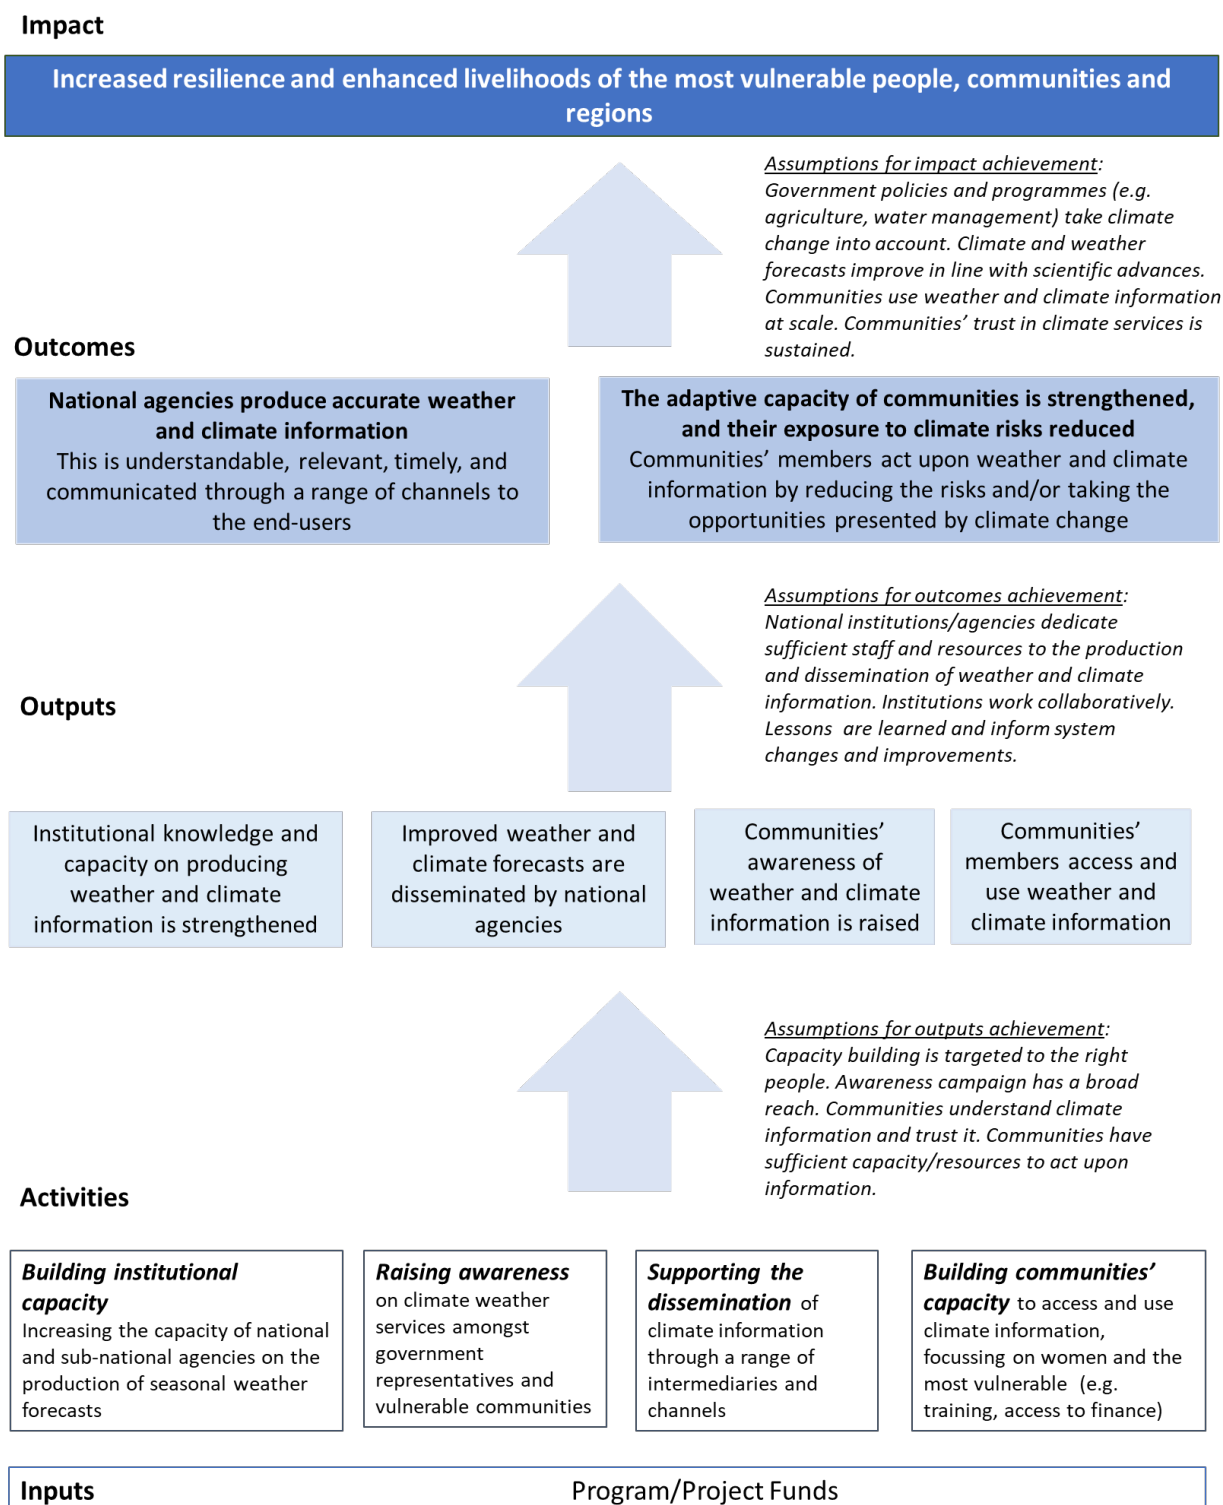 Impact
Increased resilience and enhanced livelihoods of the most vulnerable people, communities and
regions
Assumptions for impact achievement:
Government policies and programmes (e.g.
agriculture, water management) take climate
change into account. Climate and weather
forecasts improve in line with scientific advances.
Communities use weather and climate information
at scale. Communities’ trust in climate services is
sustained.
Outcomes
National agencies produce accurate weather
and climate information
This is understandable, relevant, timely, and
communicated through a range of channels to
the end-users
The adaptive capacity of communities is strengthened,
and their exposure to climate risks reduced
Communities’ members act upon weather and climate
information by reducing the risks and/or taking the
opportunities presented by climate change
Assumptions for outcomes achievement:
National institutions/agencies dedicate
sufficient staff and resources to the production
and dissemination of weather and climate
information. Institutions work collaboratively.
Lessons are learned and inform system
changes and improvements.
Outputs
Institutional knowledge and
capacity on producing
weather and climate
information is strengthened
Improved weather and
climate forecasts are
disseminated by national
agencies
Communities’
awareness of
weather and climate
information is raised
Communities’
members access and
use weather and
climate information
Assumptions for outputs achievement:
Capacity building is targeted to the right
people. Awareness campaign has a broad
reach. Communities understand climate
information and trust it. Communities have
sufficient capacity/resources to act upon
information.
Activities
Building institutional
capacity
Increasing the capacity of national
and sub-national agencies on the
production of seasonal weather
forecasts
Raising awareness
on climate weather
services amongst
government
representatives and
vulnerable communities
Supporting the
dissemination of
climate information
through a range of
intermediaries and
channels
Building communities’
capacity to access and use
climate information,
focussing on women and the
most vulnerable (e.g.
training, access to finance)
Inputs
Program/Project Funds